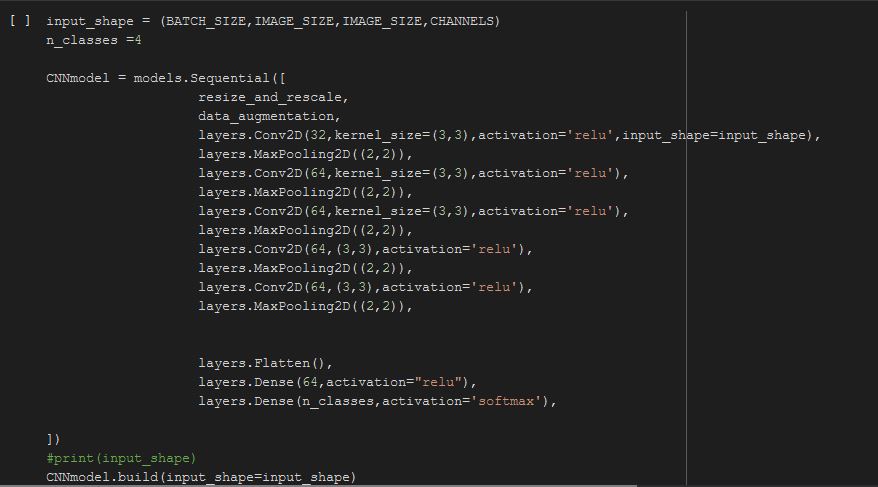 [ ] input_shape = (BATCH_SIZE,IMAGE_SIZE,IMAGE_SIZE,CHANNELS)
n_classes =4
CNNmodel = models.Sequential([
resize_and_rescale,
data_augmentation,
layers.Conv2D(32,kernel_size=(3,3),activation='relu',input_shape=input_shape),
layers.MaxPooling2D((2,2)),
layers.Conv2D(64,kernel_size=(3,3),activation='relu'),
layers.MaxPooling2D((2,2)),
layers.Conv2D(64,kernel_size=(3,3),activation='relu'),
layers.MaxPooling2D((2,2)),
layers.Conv2D(64,(3,3),activation='relu'),
layers.MaxPooling2D((2,2)),
layers.Conv2D(64,(3,3),activation='relu'),
layers.MaxPooling2D((2,2)),
layers.Flatten(),
layers.Dense(64,activation="relu"),
layers.Dense(n_classes,activation='softmax'),
])
#print(input_shape)
CNNmodel.build(input_shape=input_shape)